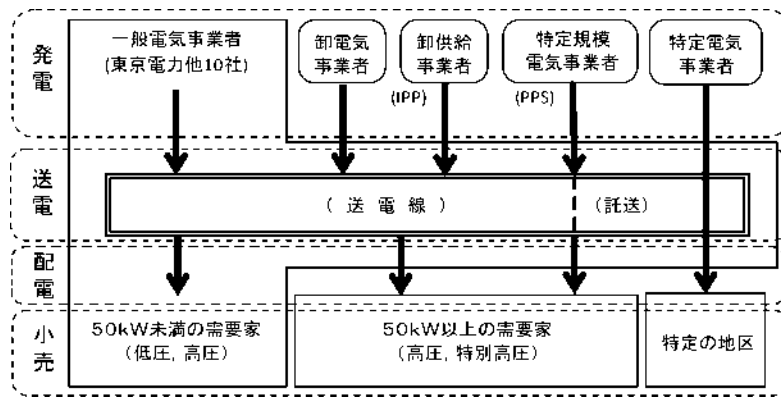 発電
一般電気事業者
(東京電力他10社)
卸電気
事業者
卸供給
事業者
(IPP)
特定規模
電気事業者
(PPS)
特定電気
事業者
送電
( 送 電 線 )
(託送)
配電
小売
50kW未満の需要家
(低圧, 高圧)
50kW以上の需要家
(高圧, 特別高圧)
特定の地区